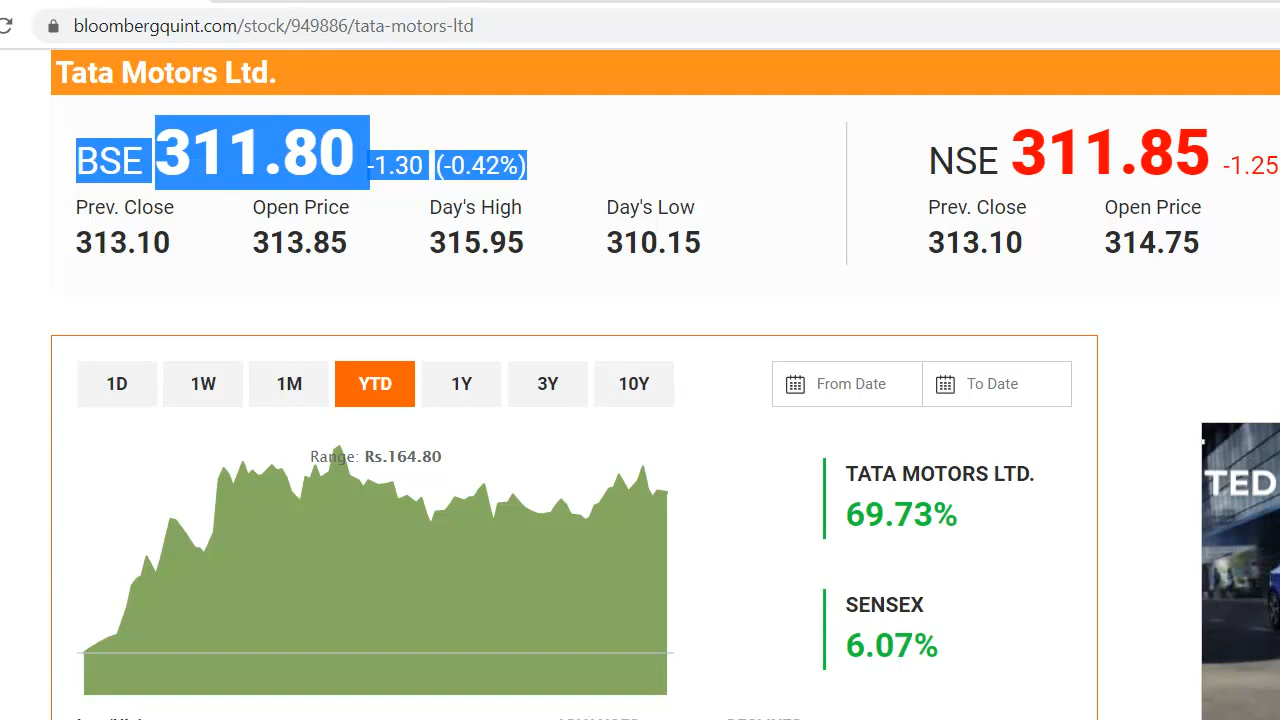 bloombergquint.com/stock/949886/tata-motors-ltd
Tata Motors Ltd.
BSE 311.80 -1.30 (-0.42%)
Prev. Close Open Price Day's High Day's Low
313.10 313.85 315.95 310.15
NSE 311.85 -1.25
Prev. Close Open Price
313.10 314.75
1D 1W 1M YTD 1Y 3Y 10Y
From Date To Date
Range: Rs.164.80
TATA MOTORS LTD.
69.73%
SENSEX
6.07%
TED